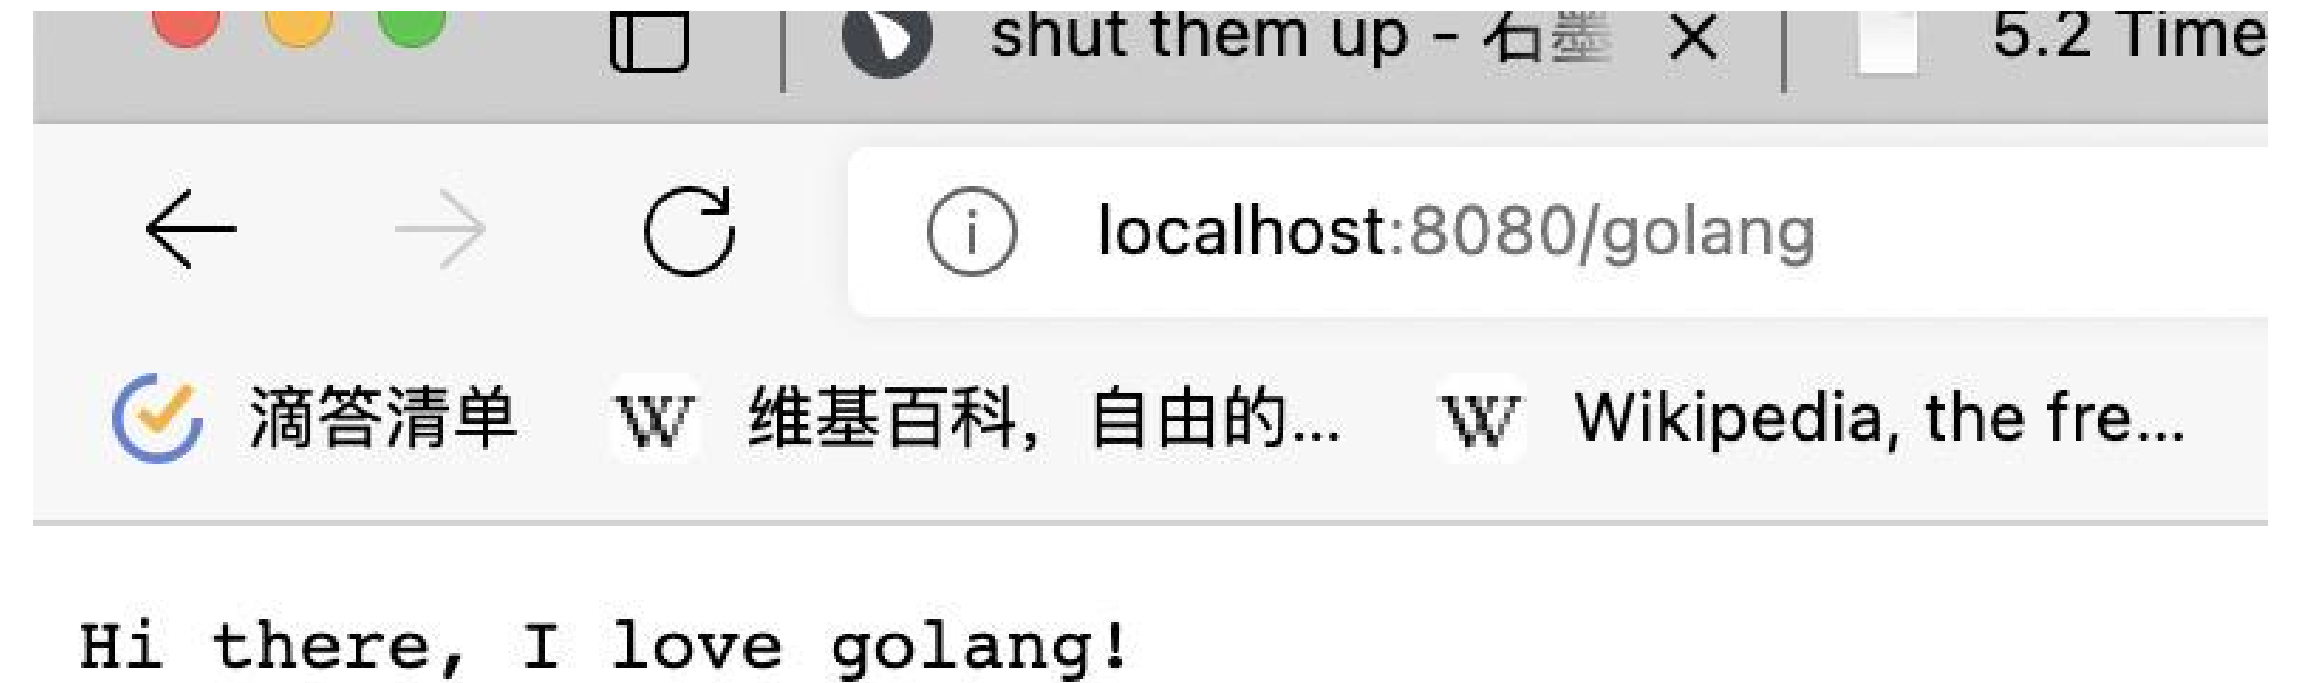 shut them up - 石墨
5.2 Time
localhost:8080/golang
滴答清单
维基百科，自由的...
Wikipedia, the fre...
Hi there, I love golang!